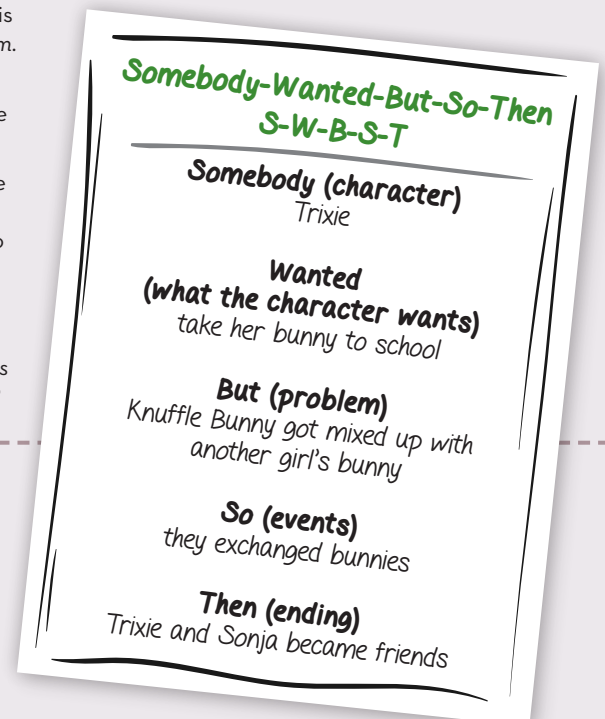 is
m.
e
e
o
s
Somebody-Wanted-But-So-Then
S-W-B-S-T
Somebody (character)
Trixie
Wanted
(what the character wants)
take her bunny to school
But (problem)
Knuffle Bunny got mixed up with
another girl's bunny
So (events)
they exchanged bunnies
Then (ending)
Trixie and Sonja became friends